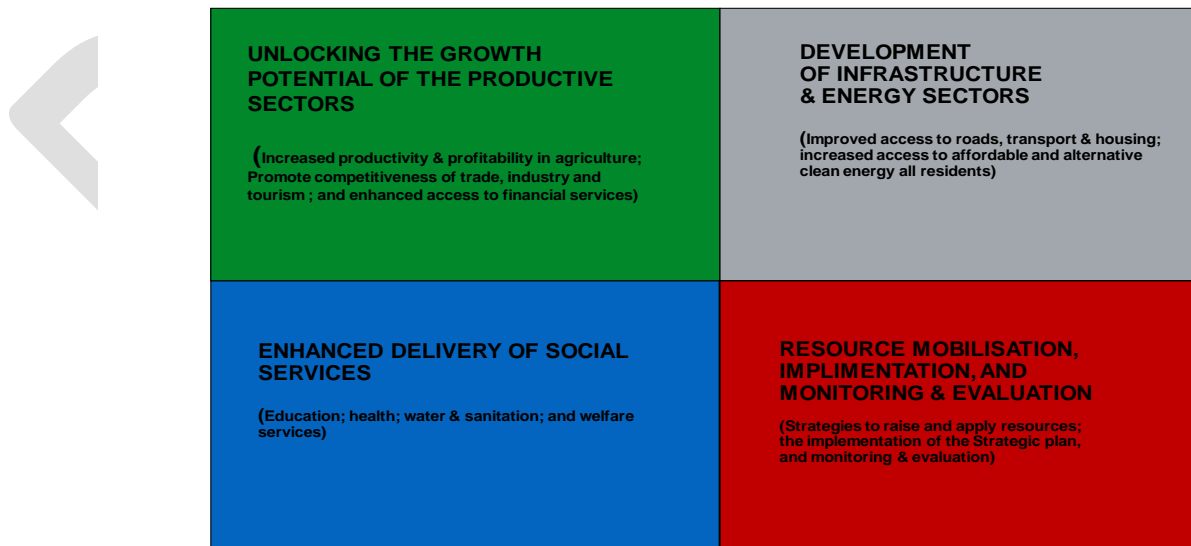 UNLOCKING THE GROWTH
POTENTIAL OF THE PRODUCTIVE
SECTORS
(Increased productivity & profitability in agriculture;
Promote competitiveness of trade, industry and
tourism ; and enhanced access to financial services)
DEVELOPMENT
OF INFRASTRUCTURE
& ENERGY SECTORS
(Improved access to roads, transport & housing;
increased access to affordable and alternative
clean energy all residents)
ENHANCED DELIVERY OF SOCIAL
SERVICES
(Education; health; water & sanitation; and welfare
services)
RESOURCE MOBILISATION,
IMPLIMENTATION, AND
MONITORING & EVALUATION
(Strategies to raise and apply resources;
the implementation of the Strategic plan,
and monitoring & evaluation)